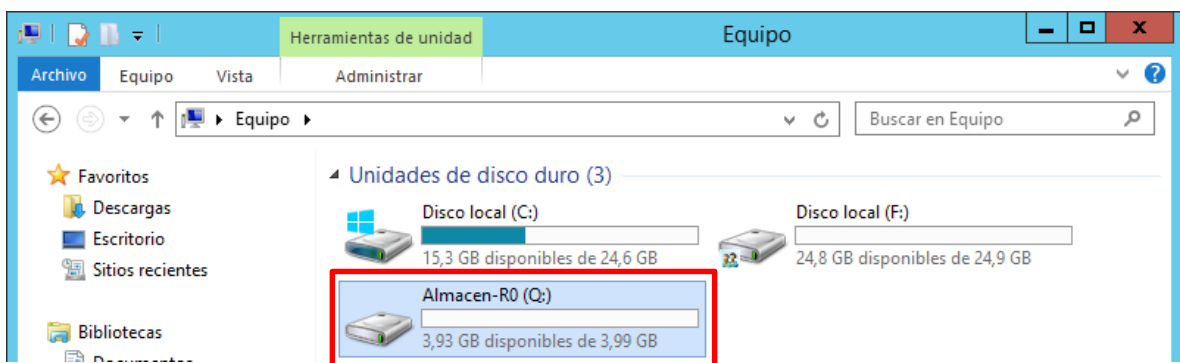 Herramientas de unidad
Equipo
Archivo Equipo Vista Administrar
Equipo
Buscar en Equipo
Favoritos
Descargas
Escritorio
Sitios recientes
Bibliotecas
Documentos
Unidades de disco duro (3)
Disco local (C:)
15,3 GB disponibles de 24,6 GB
Disco local (F:)
24,8 GB disponibles de 24,9 GB
Almacen-R0 (Q:)
3,93 GB disponibles de 3,99 GB